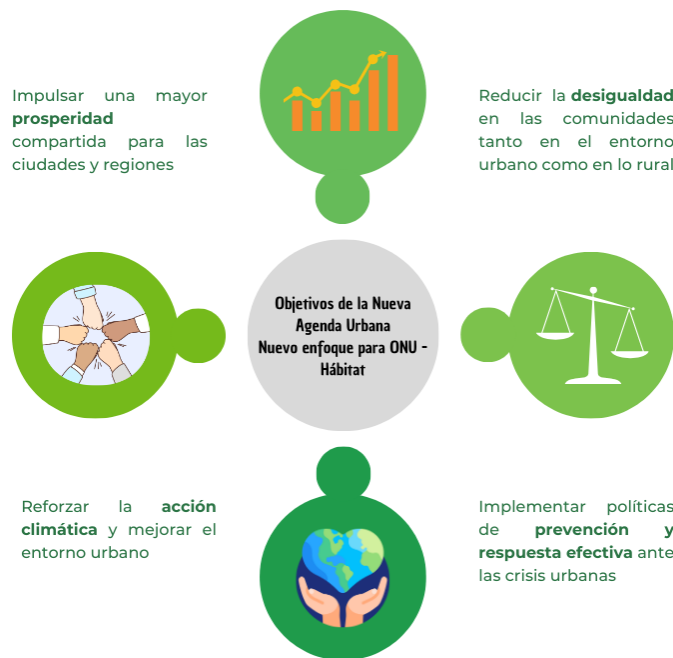 Impulsar una mayor
prosperidad
compartida para las
ciudades y regiones
Reducir la desigualdad
en las comunidades
tanto en el entorno
urbano como en lo rural
Objetivos de la Nueva
Agenda Urbana
Nuevo enfoque para ONU -
Hábitat
Reforzar la acción
climática y mejorar el
entorno urbano
Implementar políticas
de prevención y
respuesta efectiva ante
las crisis urbanas